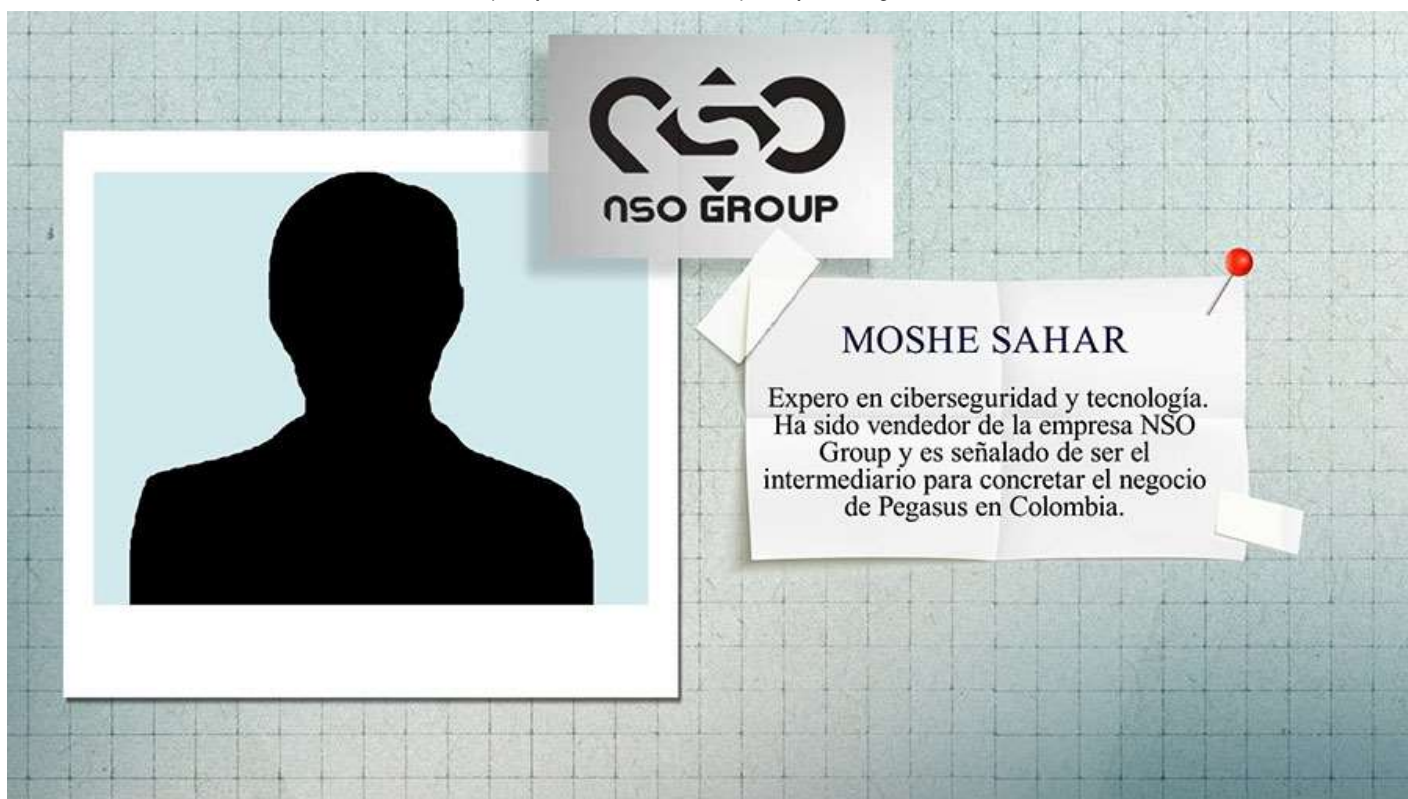 NSO GROUP
MOSHE SAHAR
Expero en ciberseguridad y tecnología.
Ha sido vendedor de la empresa NSO
Group y es señalado de ser el
intermediario para concretar el negocio
de Pegasus en Colombia.